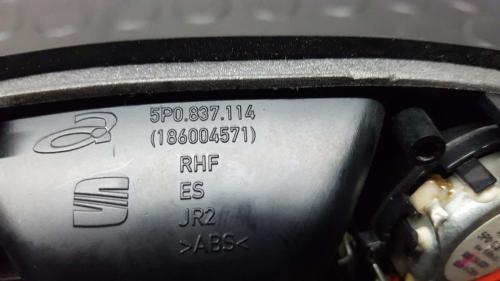 5P0.837.114
(186004571)
RHF
ES
JR2
>ABS<